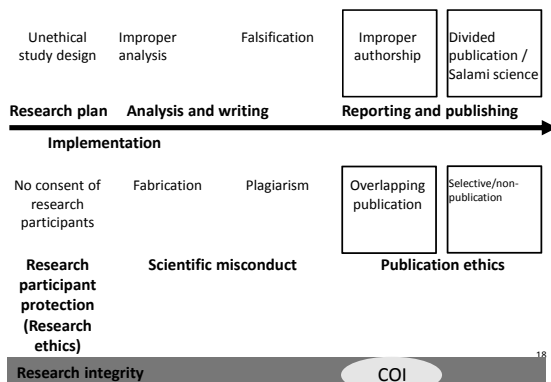 Unethical
study design
Improper
analysis
Falsification
Improper
authorship
Divided
publication /
Salami science
Research plan
Analysis and writing
Reporting and publishing
Implementation
No consent of
research
participants
Fabrication
Plagiarism
Overlapping
publication
Selective/non-
publication
Research
participant
protection
(Research
ethics)
Scientific misconduct
Publication ethics
18
Research integrity
COI